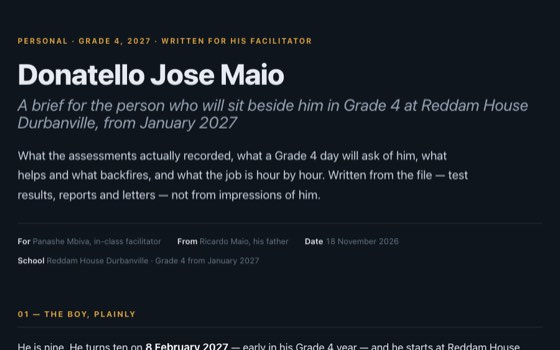 PERSONAL · GRADE 4, 2027 · WRITTEN FOR HIS FACILITATOR
Donatello Jose Maio
A brief for the person who will sit beside him in Grade 4 at Reddam House
Durbanville, from January 2027
What the assessments actually recorded, what a Grade 4 day will ask of him, what
helps and what backfires, and what the job is hour by hour. Written from the file — test
results, reports and letters — not from impressions of him.
For Panashe Mbiva, in-class facilitator From Ricardo Maio, his father Date 18 November 2026
School Reddam House Durbanville · Grade 4 from January 2027
01 — THE BOY, PLAINLY
He is nine. He turns ten on 8 February 2027 — early in his Grade 4 year — and he starts at Reddam House